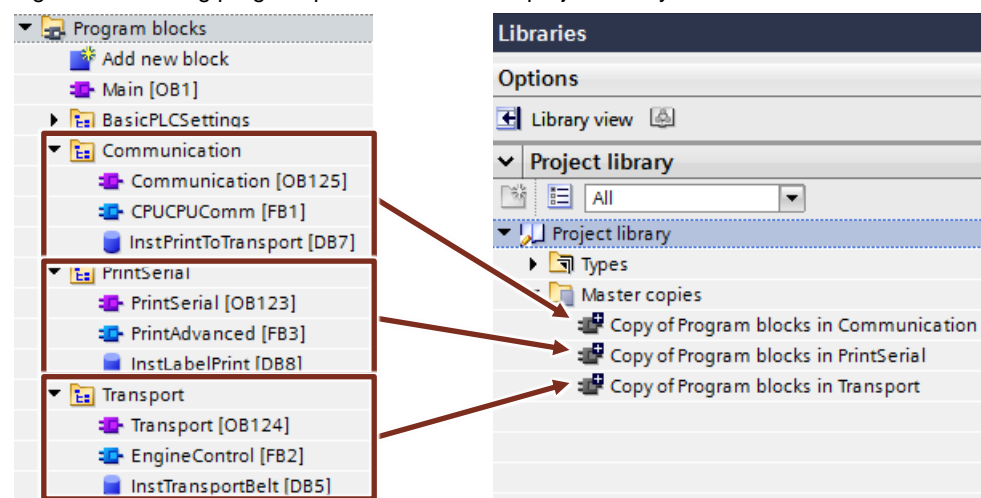 Program blocks
Add new block
Main [OB1]
BasicPLCSettings
Communication
Communication [OB125]
CPUCPUComm [FB1]
InstPrintToTransport [DB7]
PrintSerial
PrintSerial [OB123]
PrintAdvanced [FB3]
InstLabelPrint [DB8]
Transport
Transport [OB124]
EngineControl [FB2]
InstTransportBelt [DB5]
Libraries
Options
Library view
Project library
All
Project library
Types
Master copies
Copy of Program blocks in Communication
Copy of Program blocks in PrintSerial
Copy of Program blocks in Transport